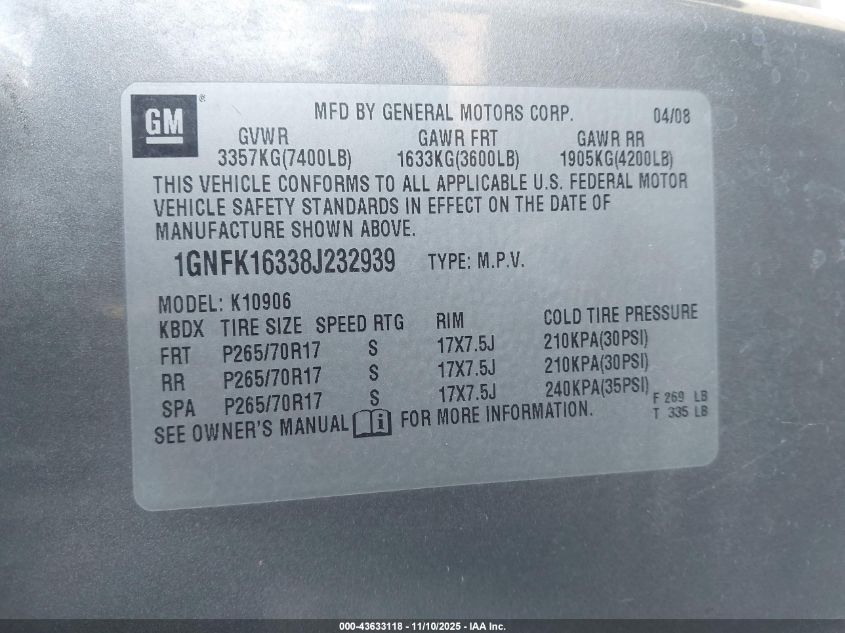 GM ®
MFD BY GENERAL MOTORS CORP. 04/08
GVWR GAWR FRT GAWR RR
3357KG(7400LB) 1633KG(3600LB) 1905KG(4200LB)
THIS VEHICLE CONFORMS TO ALL APPLICABLE U.S. FEDERAL MOTOR
VEHICLE SAFETY STANDARDS IN EFFECT ON THE DATE OF
MANUFACTURE SHOWN ABOVE.
1GNFK16338J232939 TYPE: M.P.V.
MODEL: K10906
KBDX TIRE SIZE SPEED RTG RIM COLD TIRE PRESSURE
FRT P265/70R17 S 17X7.5J 210KPA(30PSI)
RR P265/70R17 S 17X7.5J 210KPA(30PSI)
SPA P265/70R17 S 17X7.5J 240KPA(35PSI) F 269 LB
SEE OWNER'S MANUAL FOR MORE INFORMATION. T 335 LB
000-43633118 - 11/10/2025 - IAA Inc.